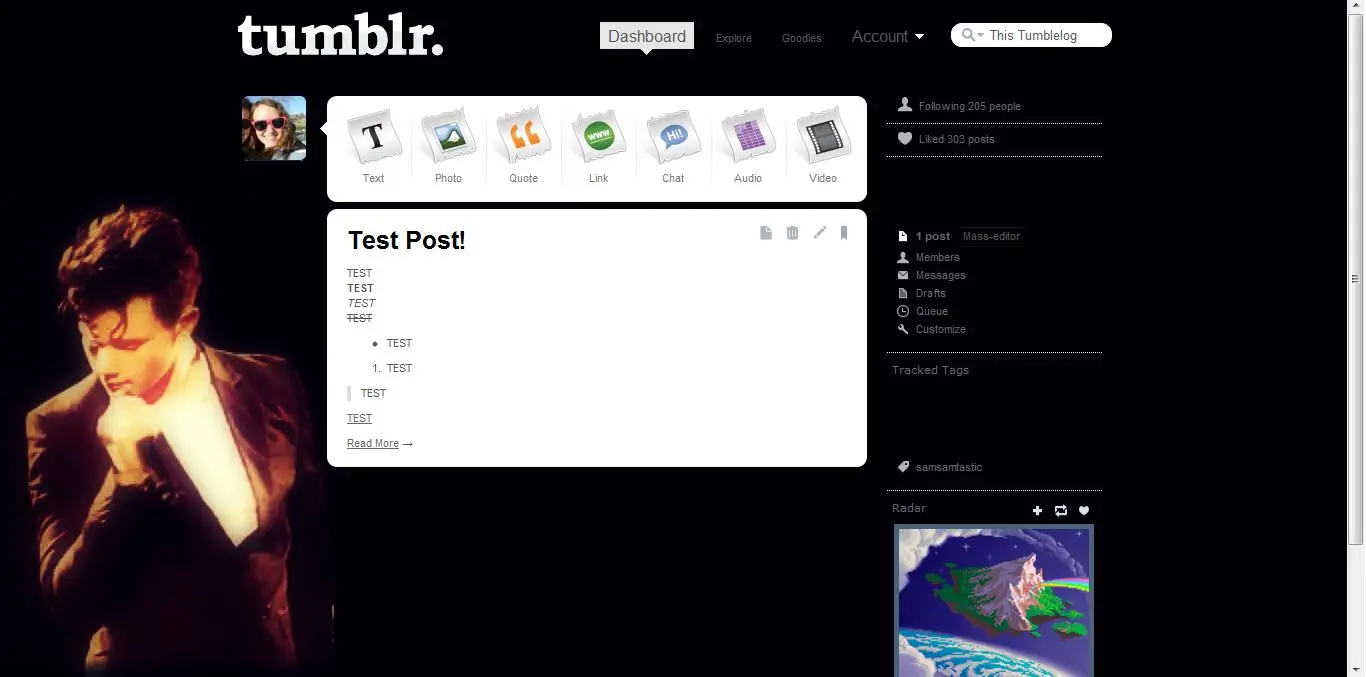 tumblr.
Dashboard
Explore
Goodies
Account
This Tumblelog
Text
Photo
Quote
www
Link
Hi!
Chat
Audio
Video
Following 205 people
Liked 303 posts
Test Post!
TEST
TEST
TEST
TEST
• TEST
1. TEST
TEST
TEST
Read More →
1 post Mass-editor
Members
Messages
Drafts
Queue
Customize
Tracked Tags
samsamtastic
Radar